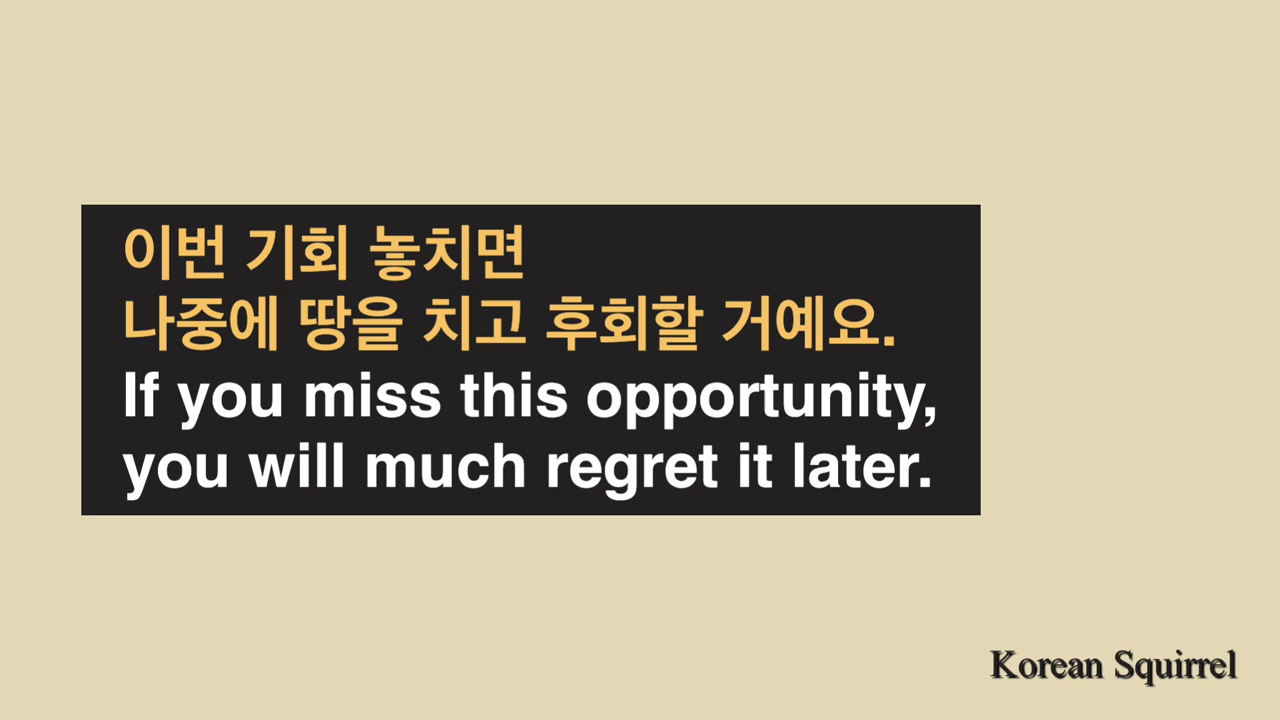 이번 기회 놓치면
나중에 땅을 치고 후회할 거예요.
If you miss this opportunity,
you will much regret it later.
Korean Squirrel